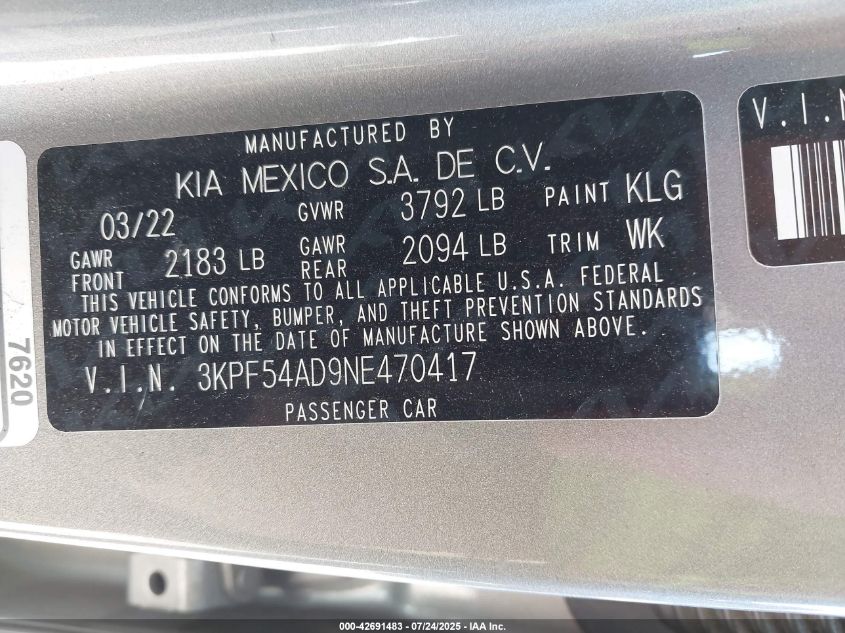 MANUFACTURED BY
KIA MEXICO S.A. DE C.V.
03/22 GVWR 3792 LB PAINT KLG
GAWR FRONT 2183 LB GAWR REAR 2094 LB TRIM WK
THIS VEHICLE CONFORMS TO ALL APPLICABLE U.S.A. FEDERAL
MOTOR VEHICLE SAFETY, BUMPER, AND THEFT PREVENTION STANDARDS
IN EFFECT ON THE DATE OF MANUFACTURE SHOWN ABOVE.
V.I.N. 3KPF54AD9NE470417
PASSENGER CAR
V.I.N
7620
000-42691483 - 07/24/2025 - IAA Inc.